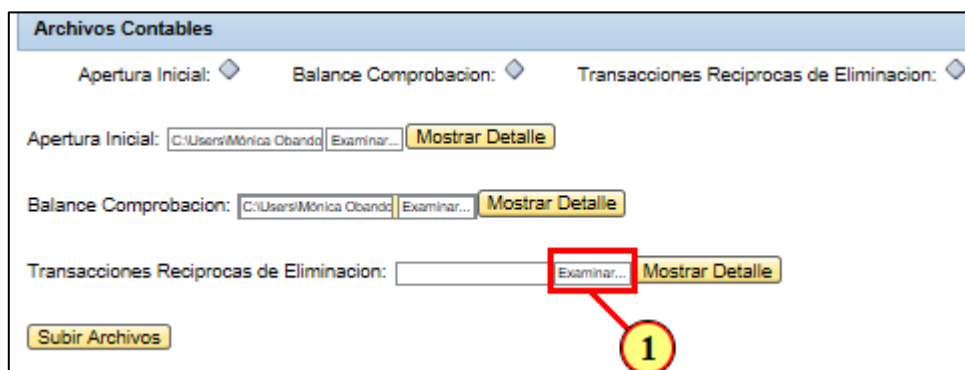 Archivos Contables
Apertura Inicial: Balance Comprobacion: Transacciones Reciprocas de Eliminacion:
Apertura Inicial: C:\Users\Mónica Obando Examinar... Mostrar Detalle
Balance Comprobacion: C:\Users\Mónica Obando Examinar... Mostrar Detalle
Transacciones Reciprocas de Eliminacion: Examinar... Mostrar Detalle
Subir Archivos
1